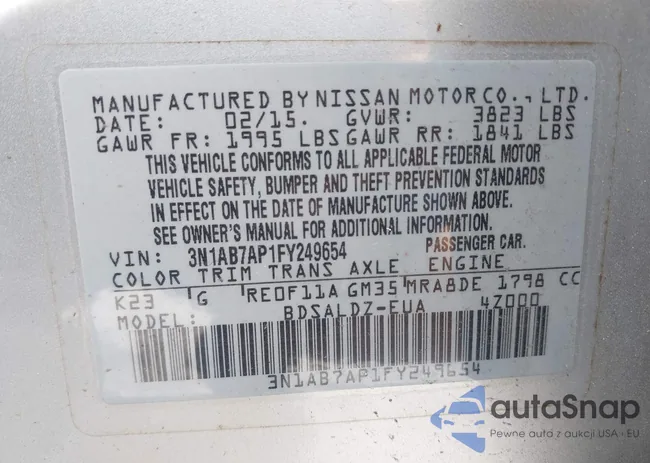 MANUFACTURED BY NISSAN MOTOR CO., LTD.
DATE: 02/15. GVWR: 3823 LBS
GAWR FR: 1995 LBS GAWR RR: 1841 LBS
THIS VEHICLE CONFORMS TO ALL APPLICABLE FEDERAL MOTOR
VEHICLE SAFETY, BUMPER AND THEFT PREVENTION STANDARDS
IN EFFECT ON THE DATE OF MANUFACTURE SHOWN ABOVE.
SEE OWNER'S MANUAL FOR ADDITIONAL INFORMATION.
VIN: 3N1AB7AP1FY249654 PASSENGER CAR.
COLOR TRIM TRANS AXLE ENGINE
K23 G RE0F11A GM35 MRA8DE 1798 CC
MODEL: BDSALDZ-EUA 4Z000
3N1AB7AP1FY249654
autoSnap
Pewne auta z aukcji USA - EU